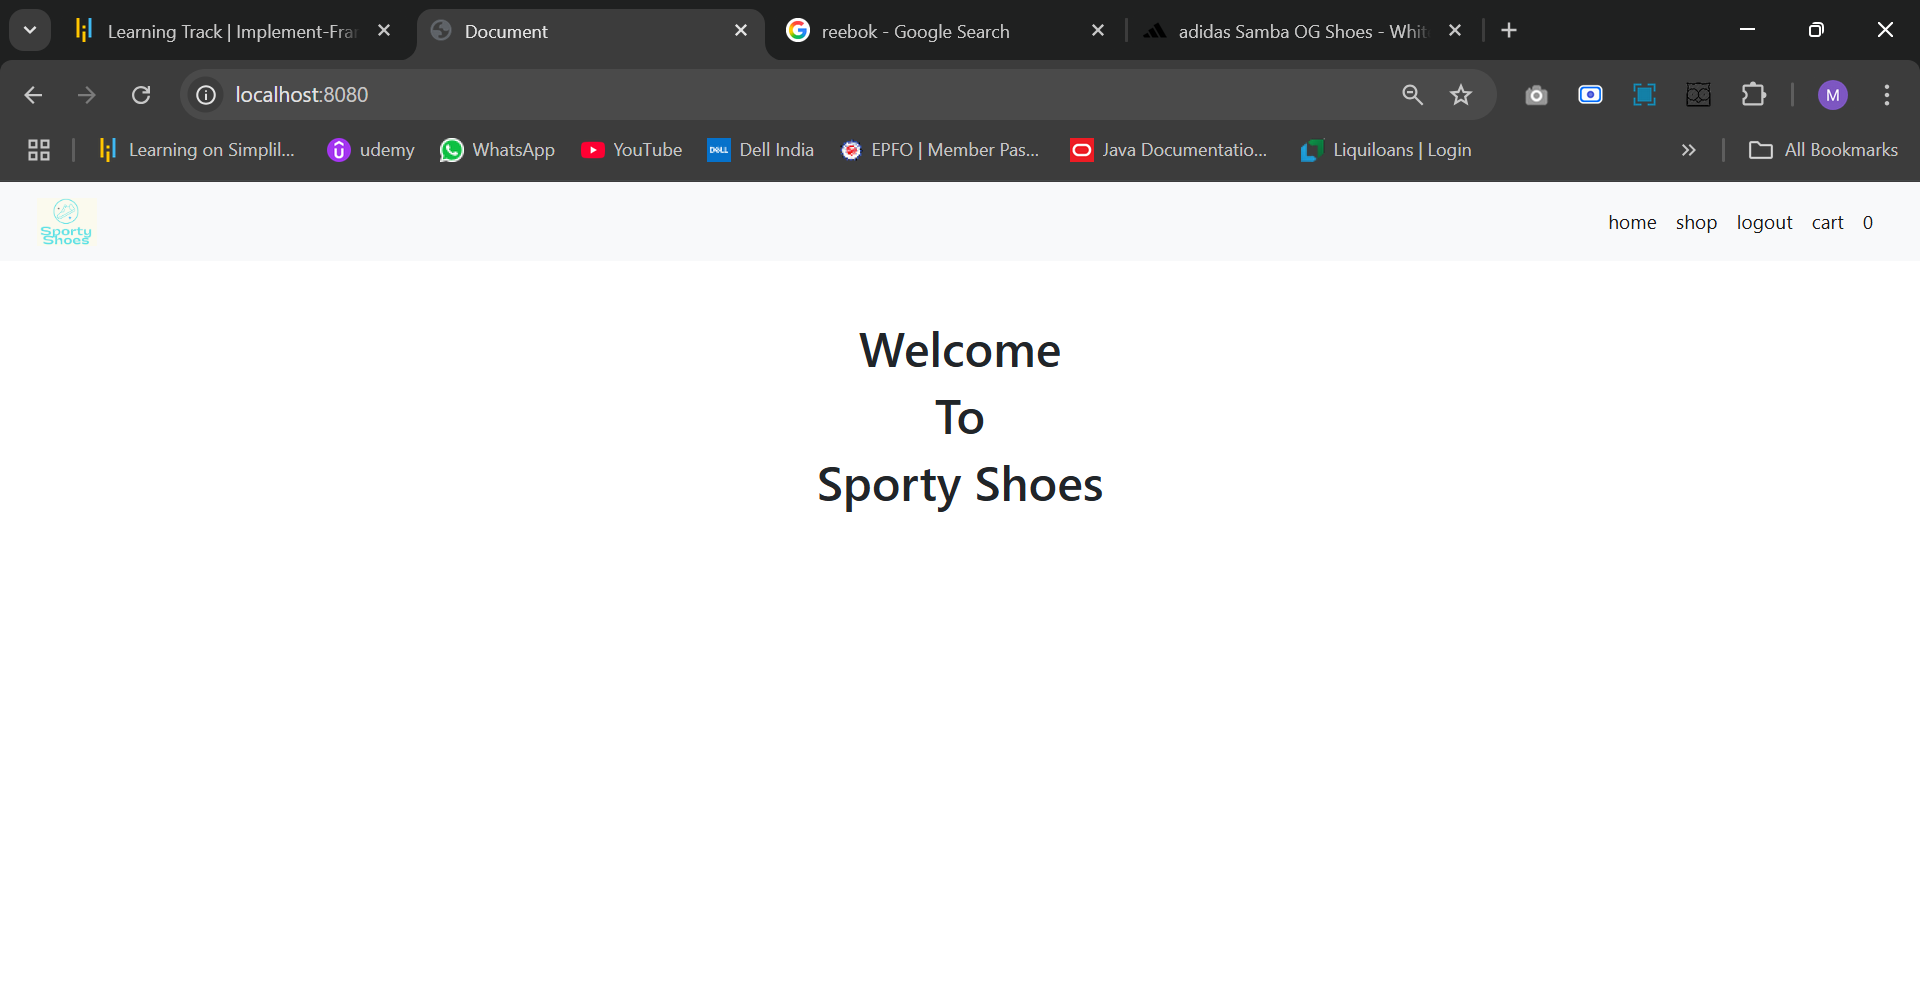 Learning Track | Implement-Fra
Document
reebok - Google Search
adidas Samba OG Shoes - Whit
localhost:8080
M
Learning on Simplil...
udemy
WhatsApp
YouTube
DELL
Dell India
EPFO | Member Pas...
Java Documentatio...
Liquiloans | Login
All Bookmarks
Sporty
Shoes
home shop logout cart 0
Welcome
To
Sporty Shoes